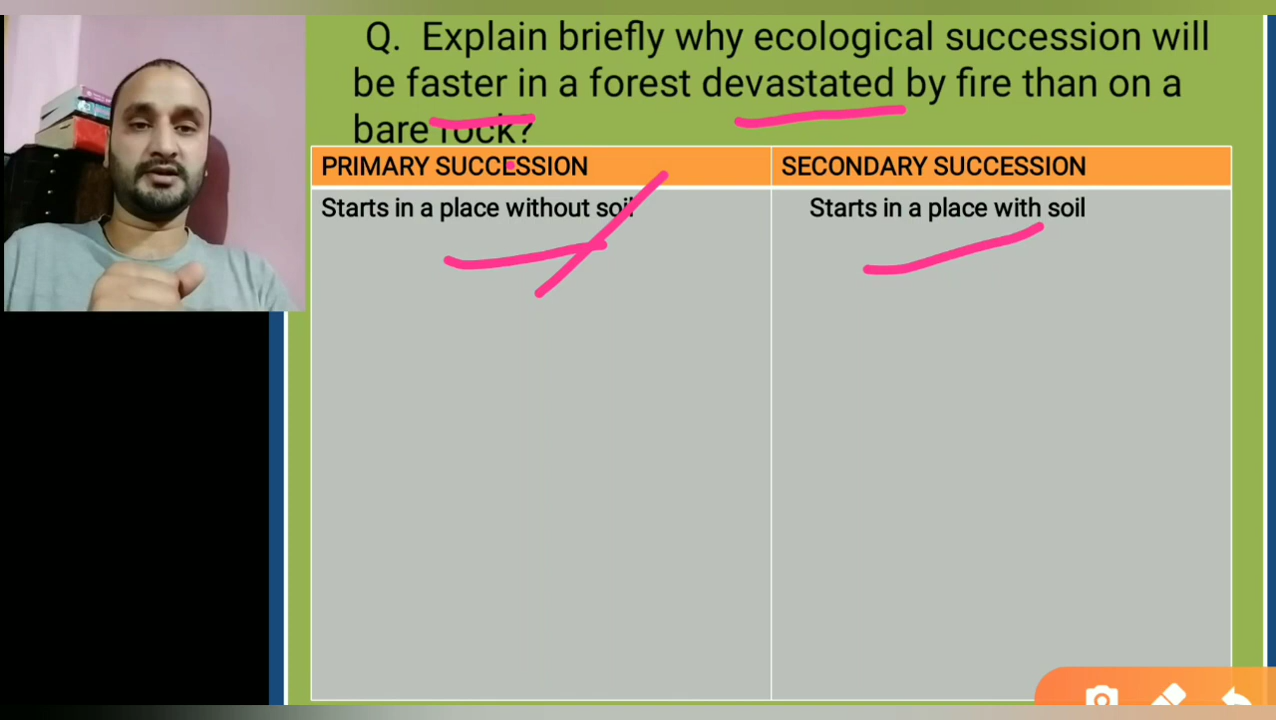 Q. Explain briefly why ecological succession will
be faster in a forest devastated by fire than on a
bare rock?
PRIMARY SUCCESSION
SECONDARY SUCCESSION
Starts in a place without soil
Starts in a place with soil